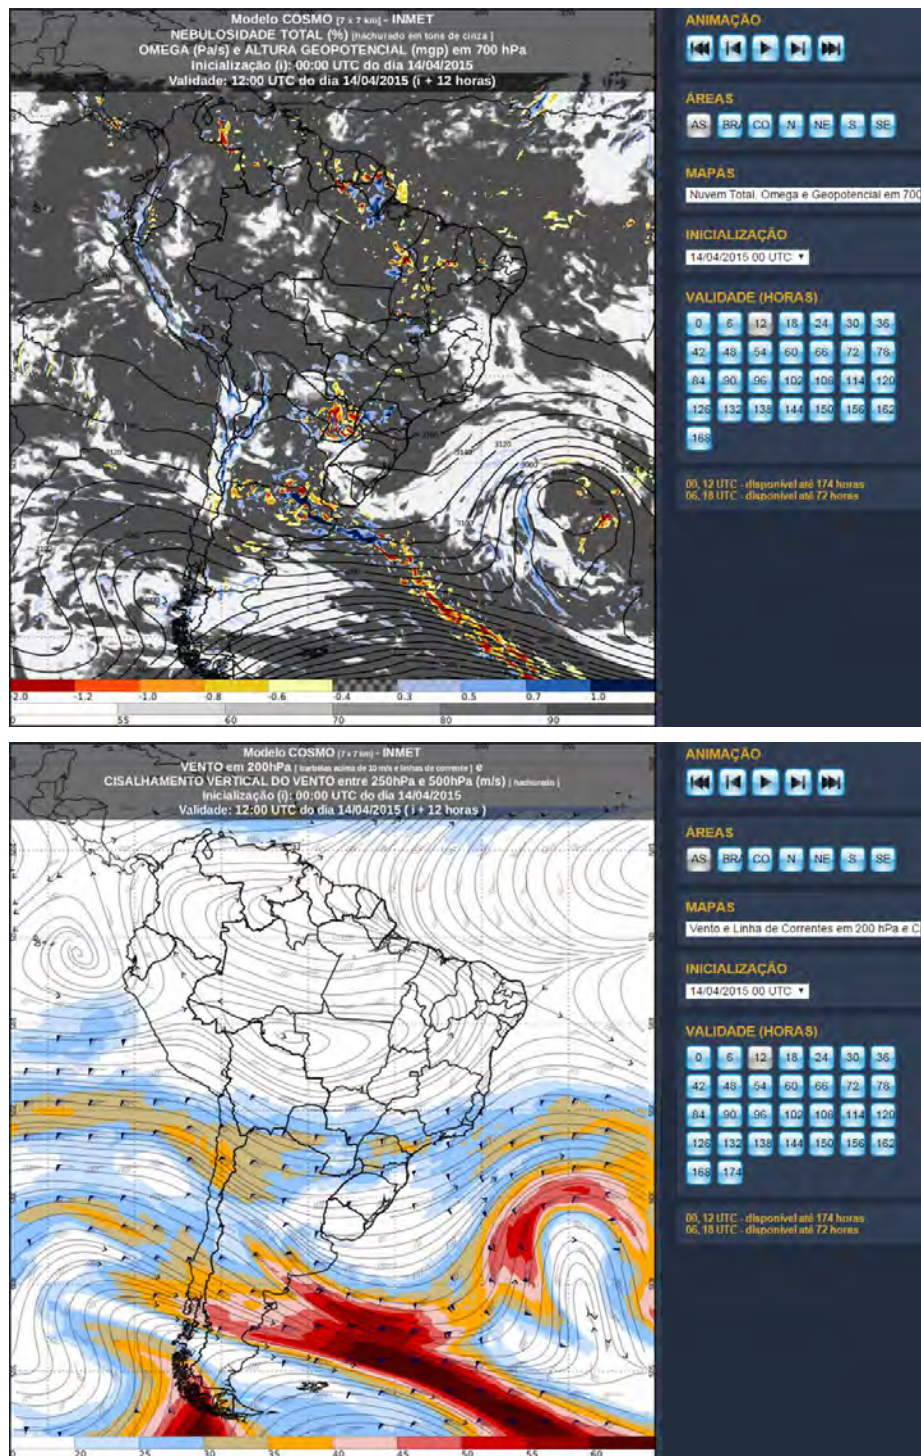 Modelo COSMO [7 x 7 km] - INMET
NEBULOSIDADE TOTAL (%) [hachurado em tons de cinza]
OMEGA (Pa/s) e ALTURA GEOPOTENCIAL (mgp) em 700 hPa
Inicialização (i): 00:00 UTC do dia 14/04/2015
Validade: 12:00 UTC do dia 14/04/2015 (i + 12 horas)
3120
3140
3120
3100
-2.0 -1.2 -1.0 -0.8 -0.6 -0.4 0.3 0.5 0.7 1.0
0 55 60 70 80 90
ANIMAÇÃO
ÁREAS
AS BRA CO N NE S SE
MAPAS
Nuvem Total, Omega e Geopotencial em 700
INICIALIZAÇÃO
14/04/2015 00 UTC
VALIDADE (HORAS)
0 6 12 18 24 30 36
42 48 54 60 66 72 78
84 90 96 102 108 114 120
126 132 138 144 150 156 162
168
00, 12 UTC - disponível até 174 horas
06, 18 UTC - disponível até 72 horas
Modelo COSMO [7 x 7 km] - INMET
VENTO em 200hPa [ barbelas acima de 10 m/s e linhas de corrente ] e
CISALHAMENTO VERTICAL DO VENTO entre 250hPa e 500hPa (m/s) [ hachurado ]
Inicialização (i): 00:00 UTC do dia 14/04/2015
Validade: 12:00 UTC do dia 14/04/2015 ( i + 12 horas )
15 20 25 30 35 40 45 50 55 60
ANIMAÇÃO
ÁREAS
AS BRA CO N NE S SE
MAPAS
Vento e Linha de Correntes em 200 hPa e C
INICIALIZAÇÃO
14/04/2015 00 UTC
VALIDADE (HORAS)
0 6 12 18 24 30 36
42 48 54 60 66 72 78
84 90 96 102 108 114 120
126 132 138 144 150 156 162
168 174
00, 12 UTC - disponível até 174 horas
06, 18 UTC - disponível até 72 horas